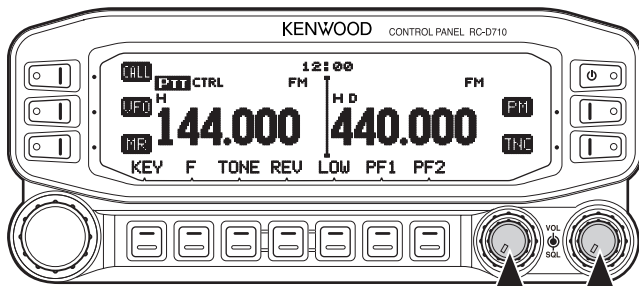 KENWOOD CONTROL PANEL RC-D710
12:00
CALL PTT CTRL FM FM
VFO H 144.000 H D 440.000 PM
MR TNC
KEY F TONE REV LOW PF1 PF2
VOL
SQL